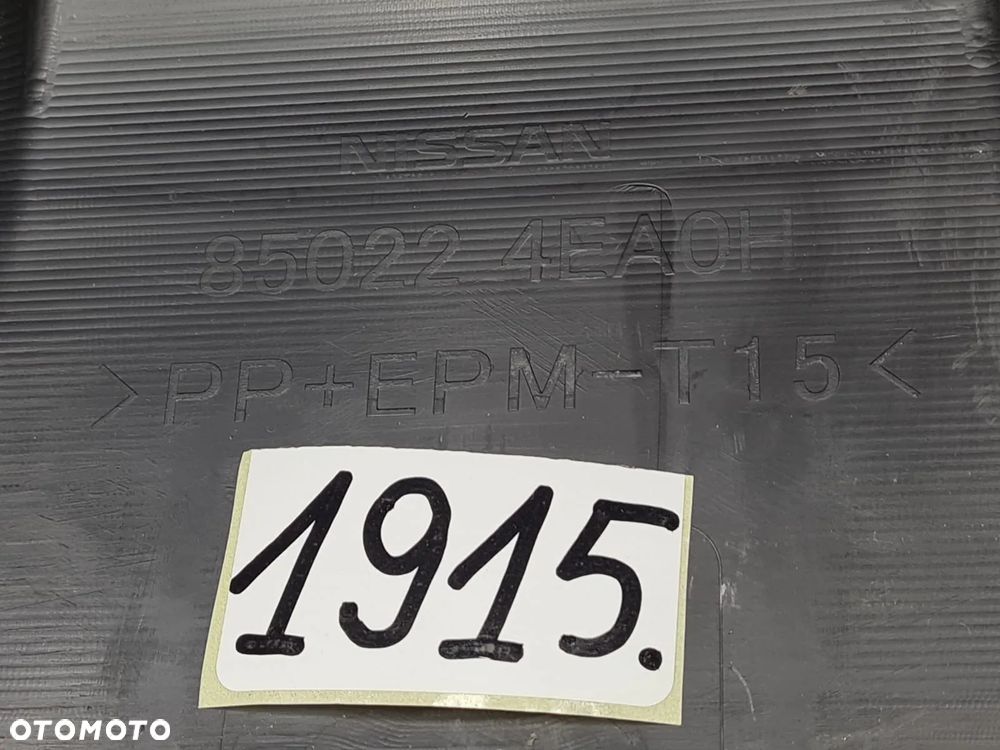 NISSAN
85022 4EA0H
>PP+EPM-T15<
1915.
OTOMOTO